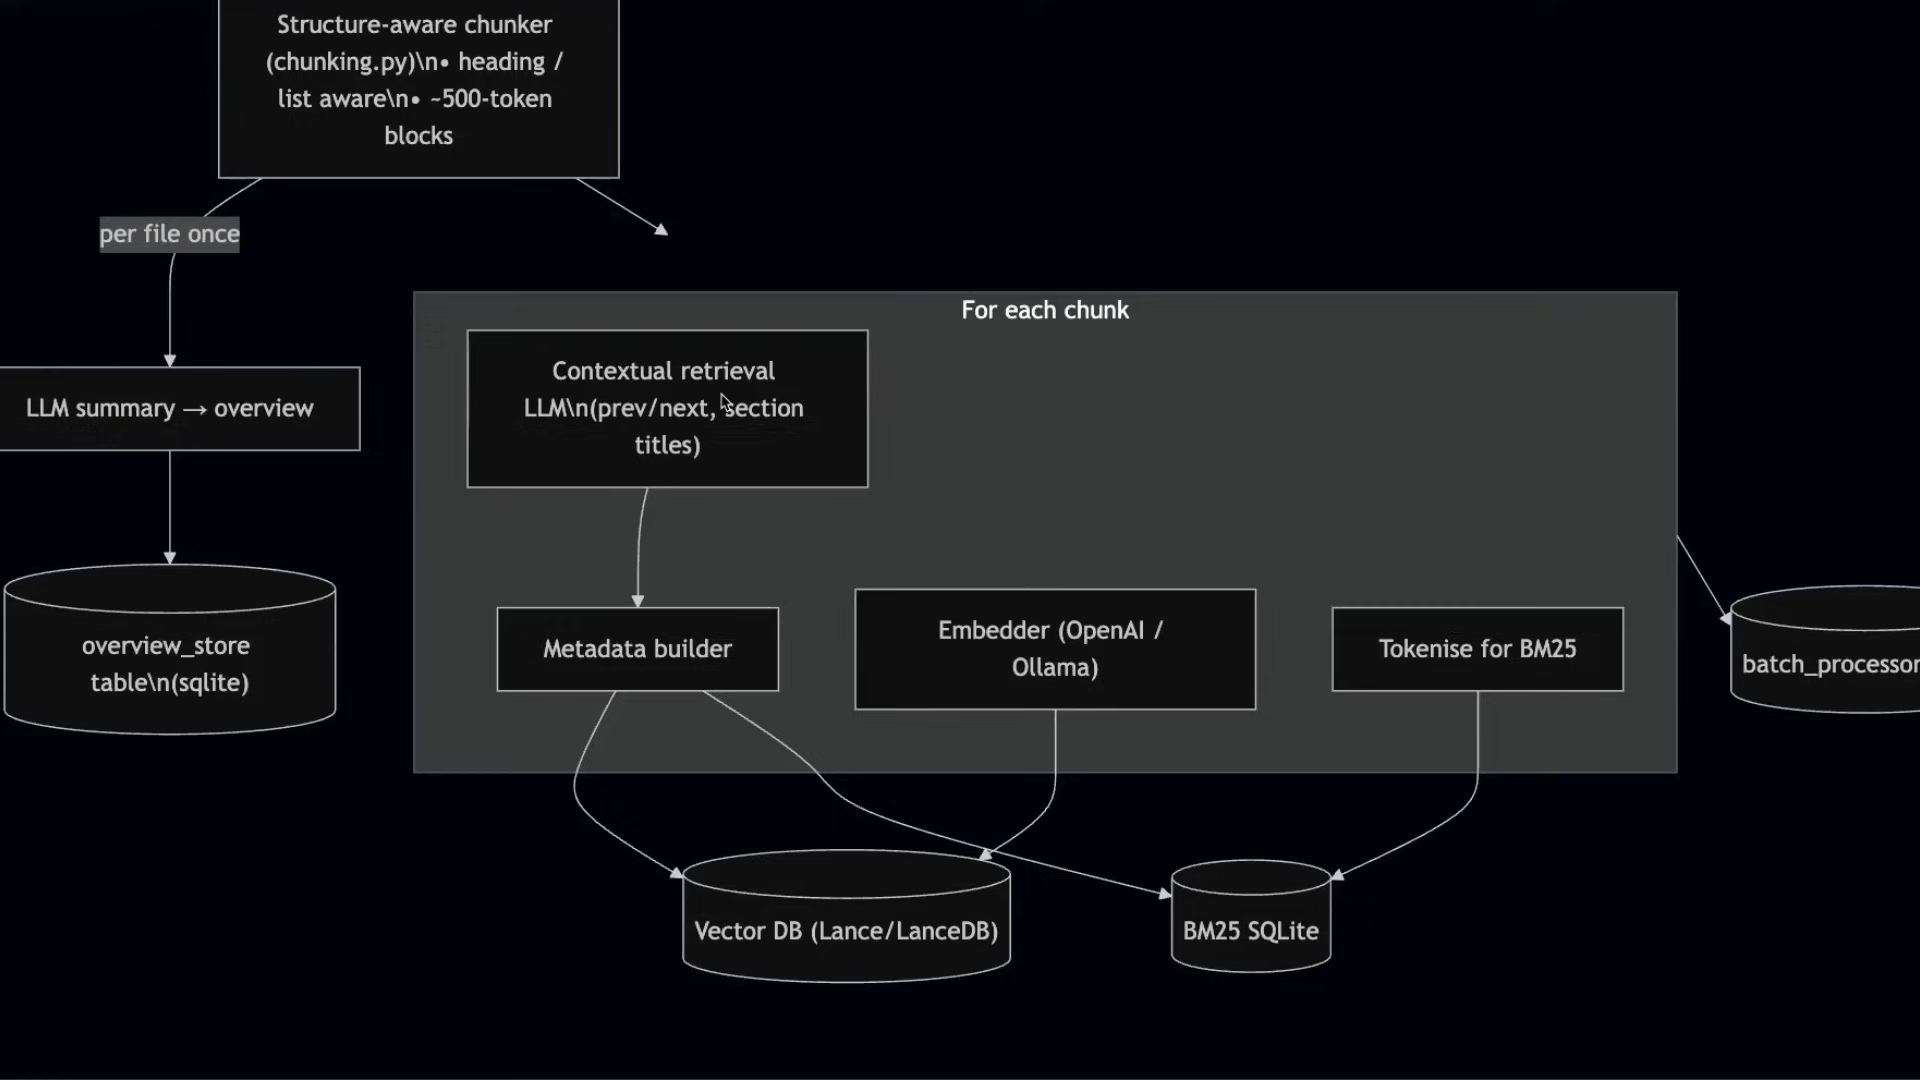 Structure-aware chunker
(chunking.py)\n• heading /
list aware\n• ~500-token
blocks
per file once
For each chunk
Contextual retrieval
LLM\n(prev/next, section
titles)
LLM summary → overview
Metadata builder
Embedder (OpenAI /
Ollama)
Tokenise for BM25
overview_store
table\n(sqlite)
batch_processor
Vector DB (Lance/LanceDB)
BM25 SQLite